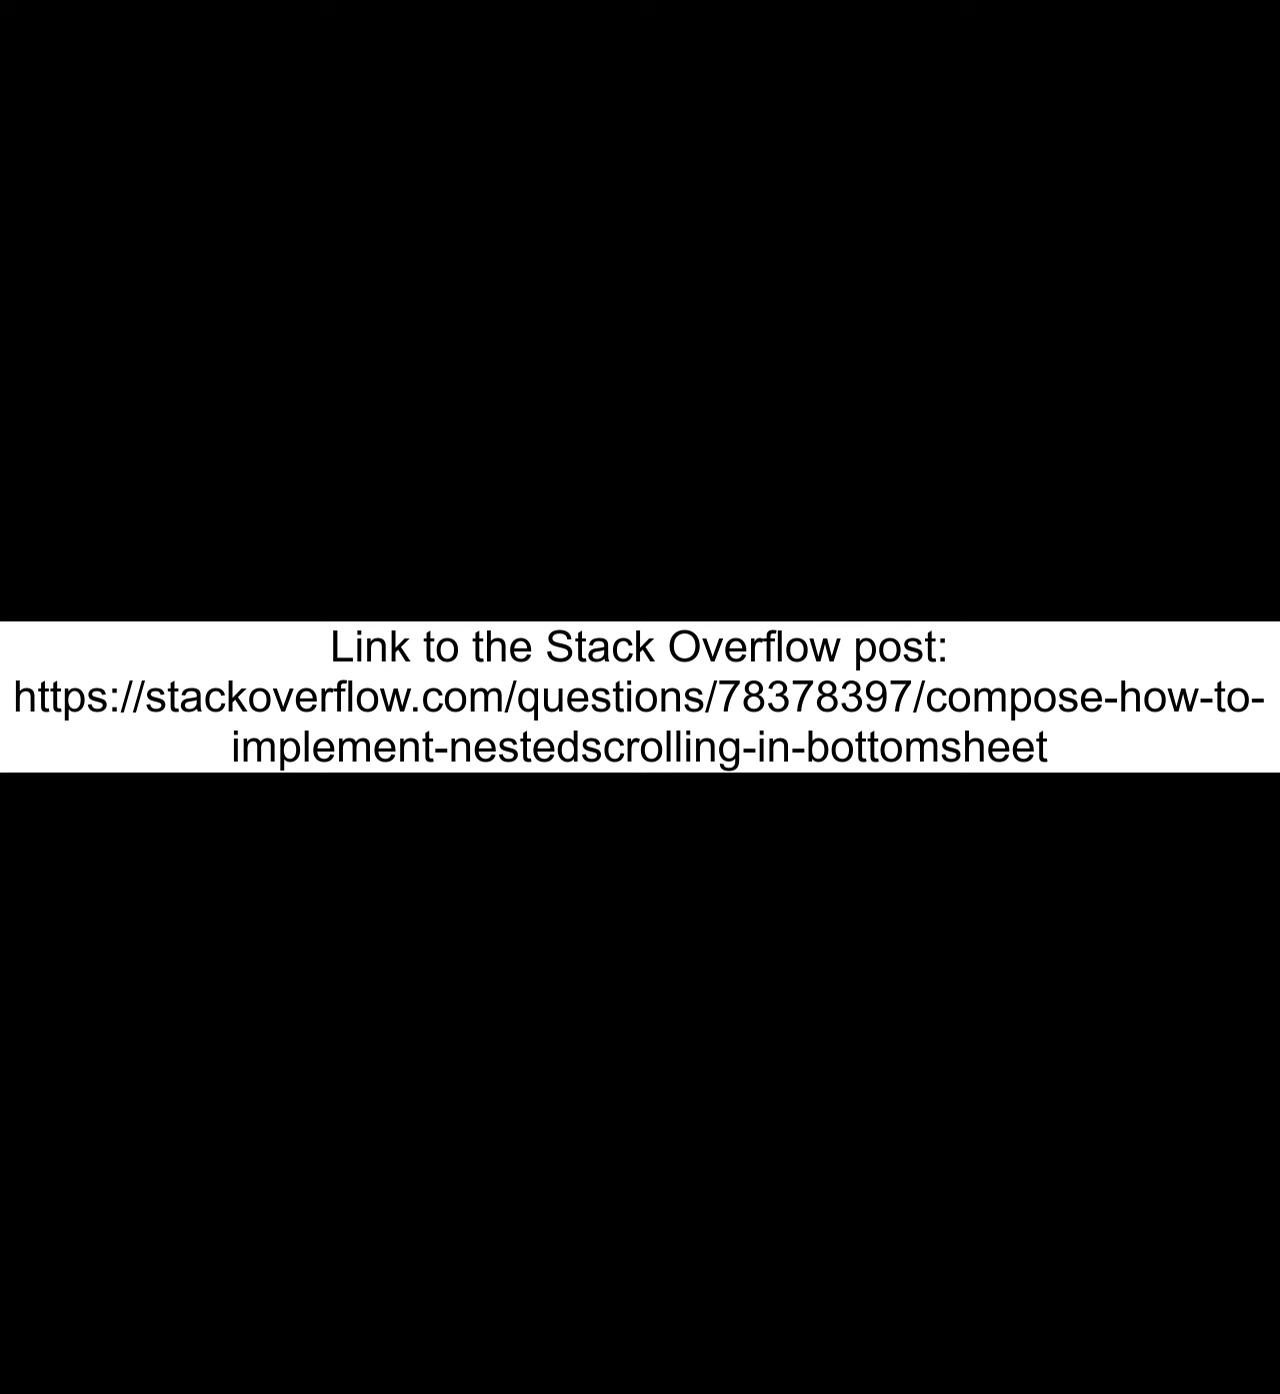 Link to the Stack Overflow post:
https://stackoverflow.com/questions/78378397/compose-how-to-
implement-nestedscrolling-in-bottomsheet